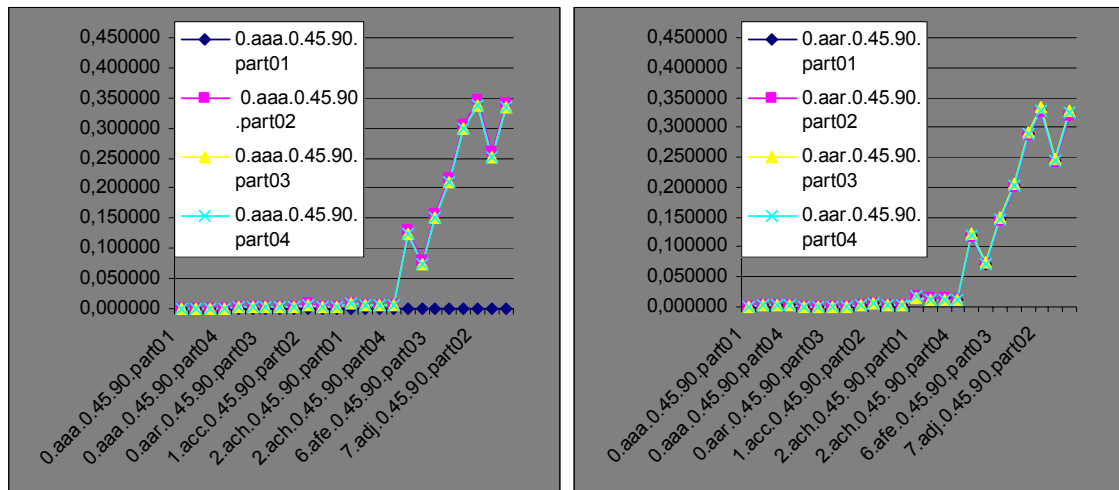 0,450000
0,400000
0,350000
0,300000
0,250000
0,200000
0,150000
0,100000
0,050000
0,000000
0.aaa.0.45.90.
part01
0.aaa.0.45.90
.part02
0.aaa.0.45.90.
part03
0.aaa.0.45.90.
part04
0.aaa.0.45.90.part01
0.aaa.0.45.90.part04
0.aar.0.45.90.part03
1.acc.0.45.90.part02
2.ach.0.45.90.part01
2.ach.0.45.90.part04
6.afe.0.45.90.part03
7.adj.0.45.90.part02
0,450000
0,400000
0,350000
0,300000
0,250000
0,200000
0,150000
0,100000
0,050000
0,000000
0.aar.0.45.90.
part01
0.aar.0.45.90.
part02
0.aar.0.45.90.
part03
0.aar.0.45.90.
part04
0.aaa.0.45.90.part01
0.aaa.0.45.90.part04
0.aar.0.45.90.part03
1.acc.0.45.90.part02
2.ach.0.45.90.part01
2.ach.0.45.90.part04
6.afe.0.45.90.part03
7.adj.0.45.90.part02